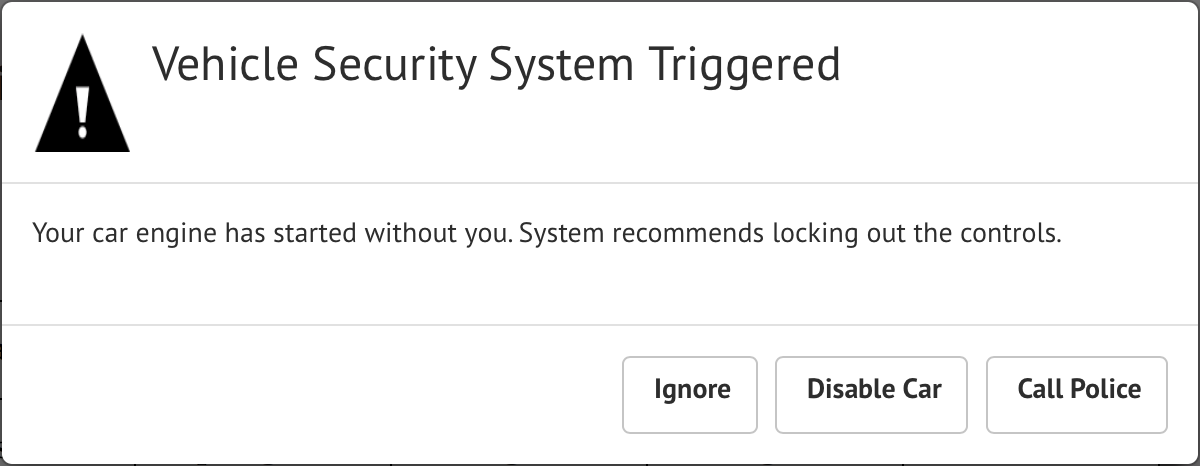 Vehicle Security System Triggered
!
Your car engine has started without you. System recommends locking out the controls.
Ignore
Disable Car
Call Police